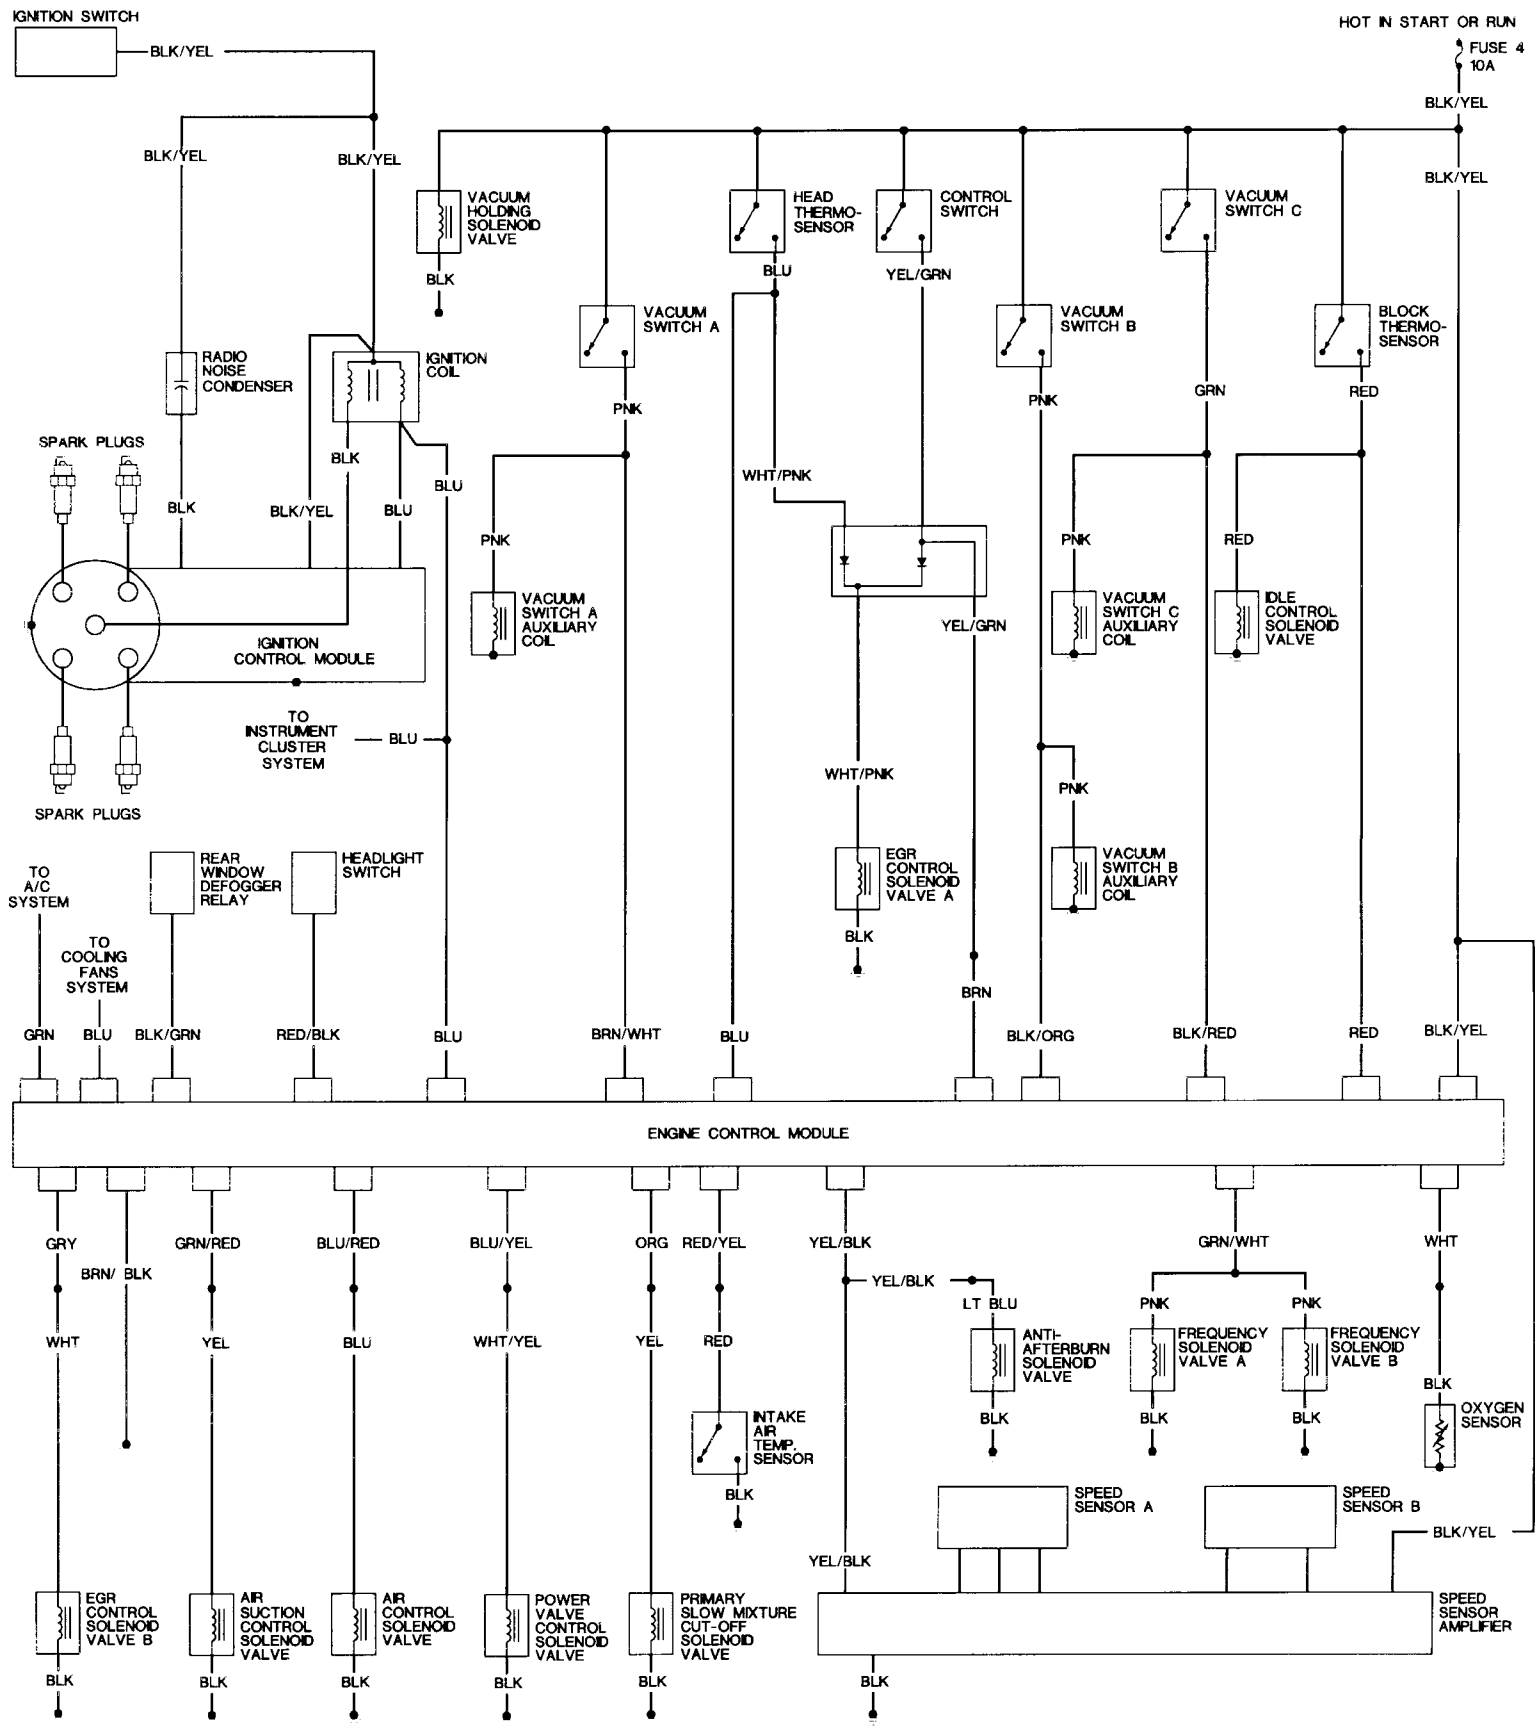 IGNITION SWITCH
HOT IN START OR RUN
FUSE 4
10A
BLK/YEL
BLK/YEL
BLK/YEL
BLK/YEL
BLK/YEL
VACUUM
HOLDING
SOLENOID
VALVE
HEAD
THERMO-
SENSOR
CONTROL
SWITCH
VACUUM
SWITCH C
BLK
BLU
YEL/GRN
VACUUM
SWITCH A
VACUUM
SWITCH B
BLOCK
THERMO-
SENSOR
RADIO
NOISE
CONDENSER
IGNITION
COIL
PNK
PNK
GRN
RED
SPARK PLUGS
BLK
BLU
WHT/PNK
BLK
BLK/YEL
BLU
PNK
PNK
RED
VACUUM
SWITCH A
AUXILIARY
COIL
VACUUM
SWITCH C
AUXILIARY
COIL
IDLE
CONTROL
SOLENOID
VALVE
YEL/GRN
IGNITION
CONTROL MODULE
TO
INSTRUMENT
CLUSTER
SYSTEM
BLU
WHT/PNK
PNK
SPARK PLUGS
TO
A/C
SYSTEM
REAR
WINDOW
DEFOGGER
RELAY
HEADLIGHT
SWITCH
EGR
CONTROL
SOLENOID
VALVE A
VACUUM
SWITCH B
AUXILIARY
COIL
TO
COOLING
FANS
SYSTEM
BLK
BRN
GRN
BLU
BLK/GRN
RED/BLK
BLU
BRN/WHT
BLU
BLK/ORG
BLK/RED
RED
BLK/YEL
ENGINE CONTROL MODULE
GRY
BRN/ BLK
GRN/RED
BLU/RED
BLU/YEL
ORG
RED/YEL
YEL/BLK
GRN/WHT
WHT
YEL/BLK
LT BLU
PNK
PNK
WHT
YEL
BLU
WHT/YEL
YEL
RED
ANTI-
AFTERBURN
SOLENOID
VALVE
FREQUENCY
SOLENOID
VALVE A
FREQUENCY
SOLENOID
VALVE B
BLK
BLK
BLK
BLK
OXYGEN
SENSOR
INTAKE
AIR
TEMP.
SENSOR
BLK
SPEED
SENSOR A
SPEED
SENSOR B
BLK/YEL
YEL/BLK
EGR
CONTROL
SOLENOID
VALVE B
AIR
SUCTION
CONTROL
SOLENOID
VALVE
AIR
CONTROL
SOLENOID
VALVE
POWER
VALVE
CONTROL
SOLENOID
VALVE
PRIMARY
SLOW MIXTURE
CUT-OFF
SOLENOID
VALVE
SPEED
SENSOR
AMPLIFIER
BLK
BLK
BLK
BLK
BLK
BLK